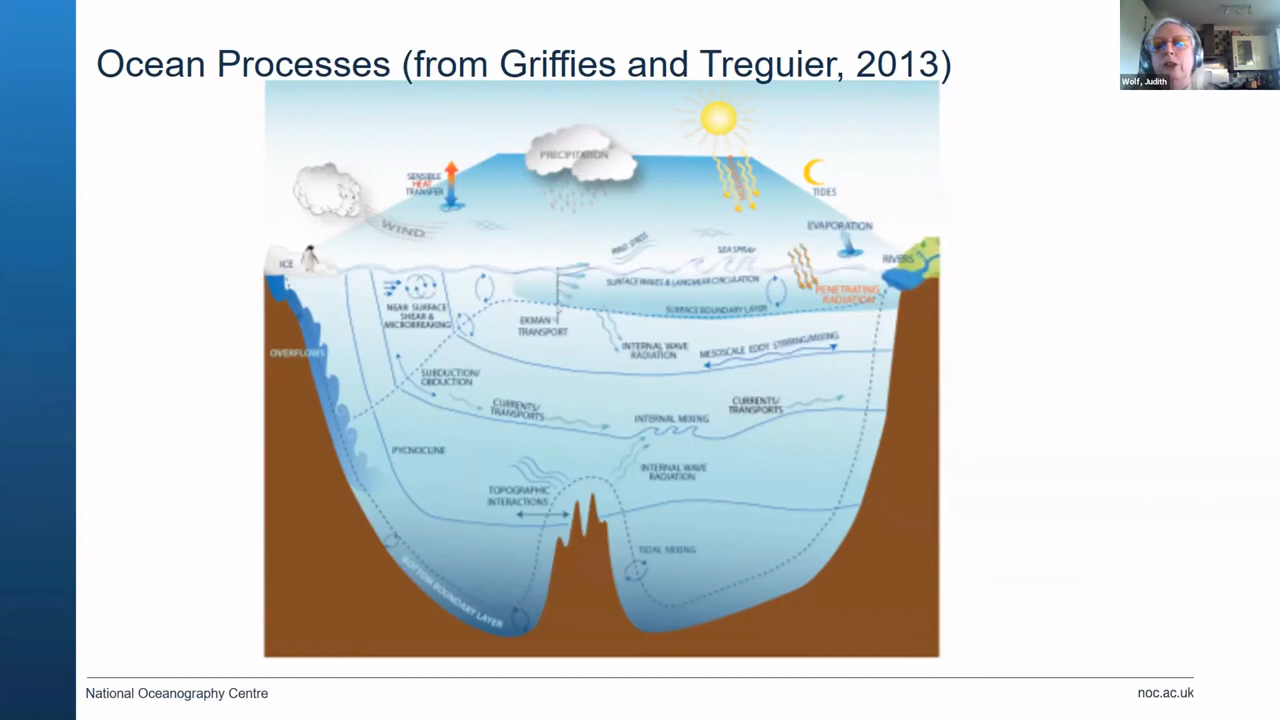 Ocean Processes (from Griffies and Treguier, 2013)
Wolf, Judith
PRECIPITATION
SENSIBLE
HEAT
TRANSFER
TIDES
WIND
EVAPORATION
WIND STRESS
SEA SPRAY
ICE
RIVERS
SURFACE WAVES & LANGMUIR CIRCULATION
PENETRATING
RADIATION
NEAR SURFACE
SHEAR &
MICROBREAKING
SURFACE BOUNDARY LAYER
EKMAN
TRANSPORT
INTERNAL WAVE
RADIATION
MESOSCALE EDDY STIRRING/MIXING
OVERFLOWS
SUBDUCTION/
OBDUCTION
CURRENTS/
TRANSPORTS
CURRENTS/
TRANSPORTS
INTERNAL MIXING
PYCNOCLINE
INTERNAL WAVE
RADIATION
TOPOGRAPHIC
INTERACTIONS
TIDAL MIXING
BOTTOM BOUNDARY LAYER
National Oceanography Centre
noc.ac.uk